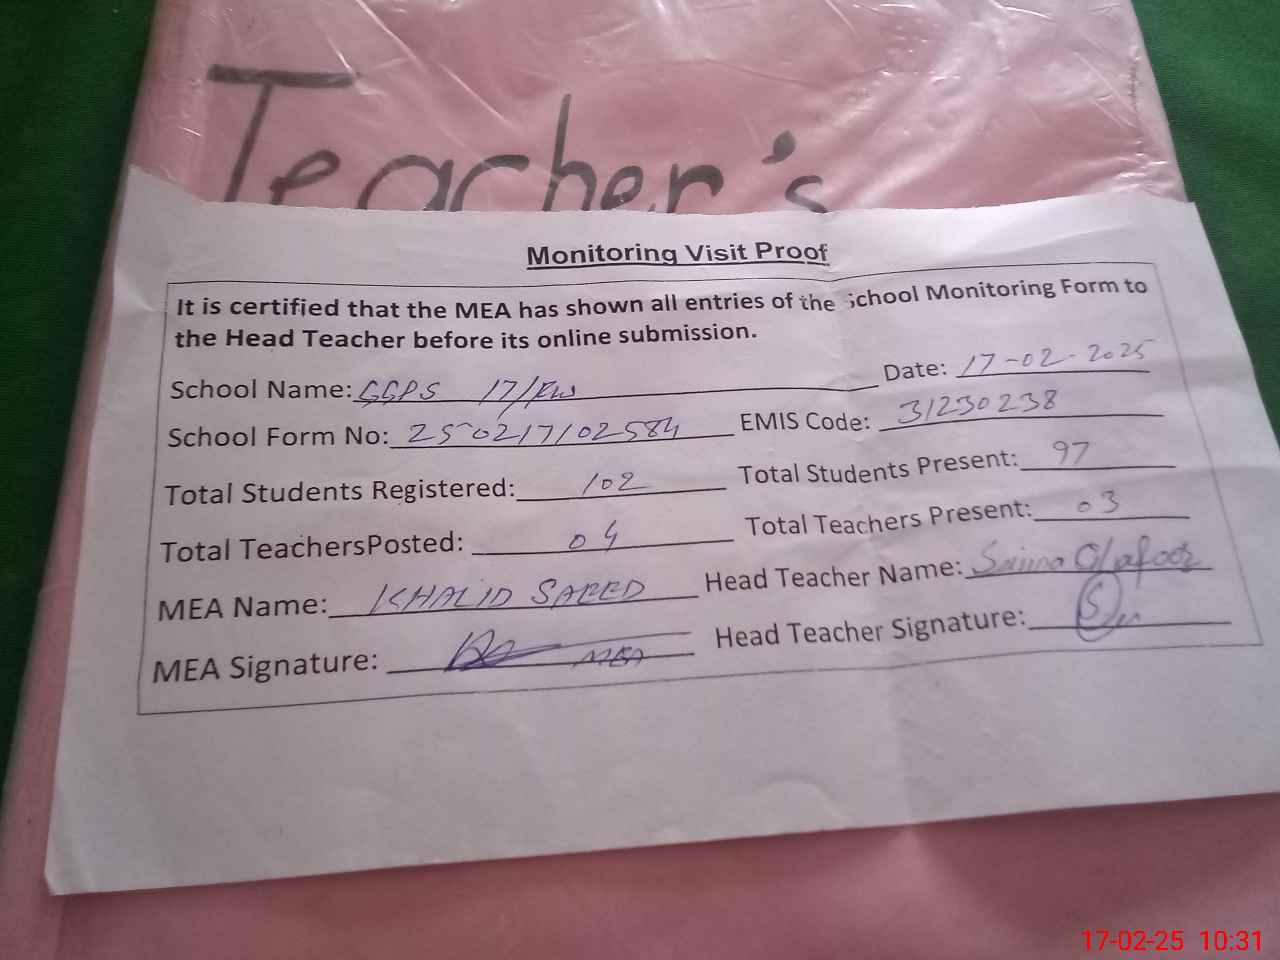 Teacher's
Monitoring Visit Proof
It is certified that the MEA has shown all entries of the School Monitoring Form to
the Head Teacher before its online submission.
School Name: GGPS 17/FW Date: 17-02-2025
School Form No: 250217102584 EMIS Code: 31230238
Total Students Registered: 102 Total Students Present: 97
Total TeachersPosted: 04 Total Teachers Present: 03
MEA Name: KHALID SAEED Head Teacher Name: Ghafoor
MEA Signature: MEA Head Teacher Signature:
17-02-25 10:31